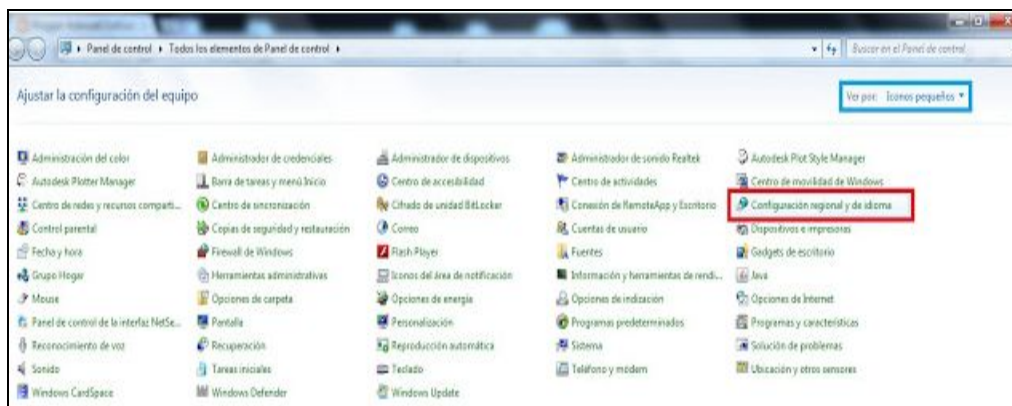 Panel de control ▸ Todos los elementos de Panel de control ▸ Buscar en el Panel de control
Ajustar la configuración del equipo Ver por: Iconos pequeños
Administración del color Administrador de credenciales Administrador de dispositivos Administrador de sonido Realtek Autodesk Plot Style Manager
Autodesk Plotter Manager Barra de tareas y menú Inicio Centro de accesibilidad Centro de actividades Centro de movilidad de Windows
Centro de redes y recursos comparti... Centro de sincronización Cifrado de unidad BitLocker Conexión de RemoteApp y Escritorio Configuración regional y de idioma
Control parental Copias de seguridad y restauración Correo Cuentas de usuario Dispositivos e impresoras
Fecha y hora Firewall de Windows Flash Player Fuentes Gadgets de escritorio
Grupo Hogar Herramientas administrativas Iconos del área de notificación Información y herramientas de rendi... Java
Mouse Opciones de carpeta Opciones de energía Opciones de indización Opciones de Internet
Panel de control de la interfaz NetSe... Pantalla Personalización Programas predeterminados Programas y características
Reconocimiento de voz Recuperación Reproducción automática Sistema Solución de problemas
Sonido Tareas iniciales Teclado Teléfono y módem Ubicación y otros sensores
Windows CardSpace Windows Defender Windows Update